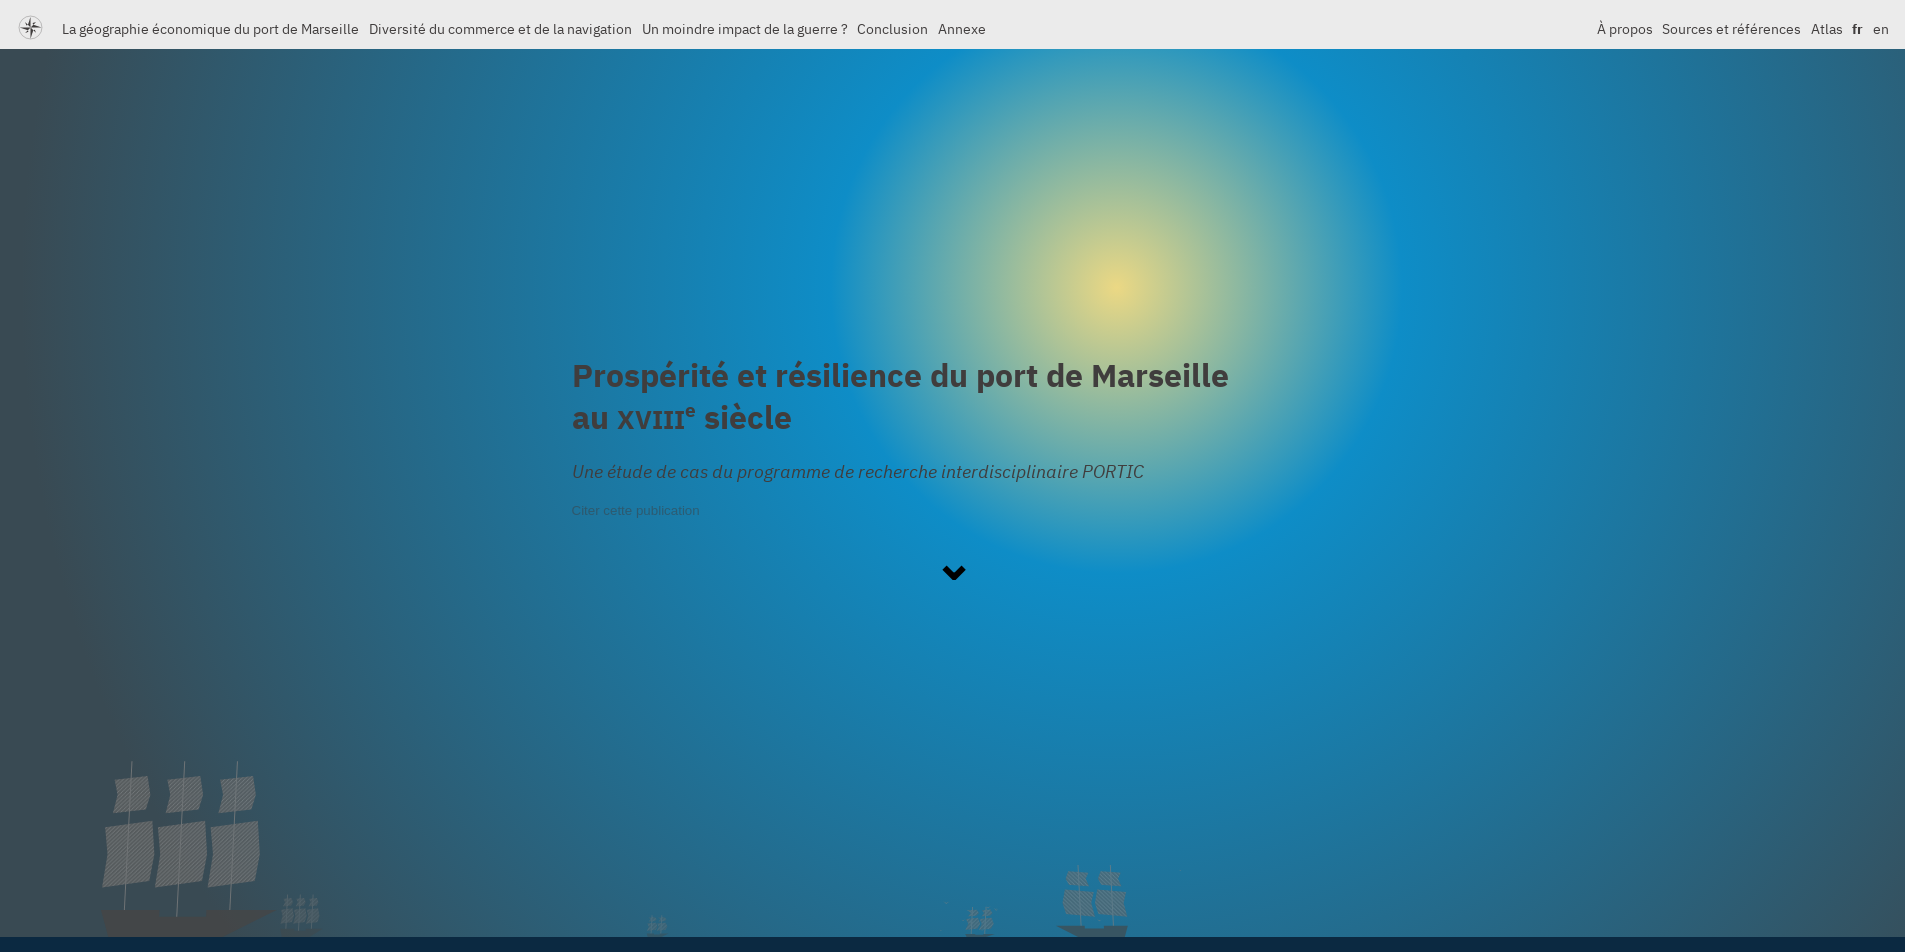 La géographie économique du port de Marseille Diversité du commerce et de la navigation Un moindre impact de la guerre ? Conclusion Annexe À propos Sources et références Atlas fr en
Prospérité et résilience du port de Marseille
au XVIIIe siècle
Une étude de cas du programme de recherche interdisciplinaire PORTIC
Citer cette publication